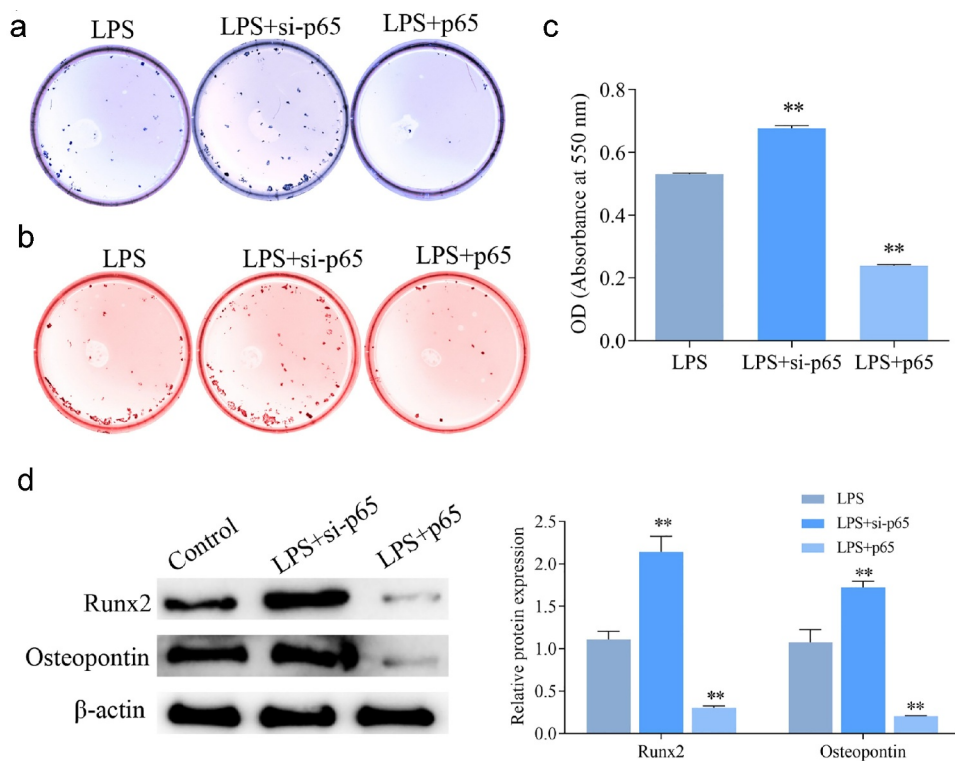 a
LPS
LPS+si-p65
LPS+p65
b
LPS
LPS+si-p65
LPS+p65
c
OD (Absorbance at 550 nm)
0.8
0.6
0.4
0.2
0.0
**
**
LPS
LPS+si-p65
LPS+p65
d
Control
LPS+si-p65
LPS+p65
Runx2
Osteopontin
β-actin
LPS
LPS+si-p65
LPS+p65
Relative protein expression
2.5
2.0
1.5
1.0
0.5
0.0
**
**
**
**
Runx2
Osteopontin